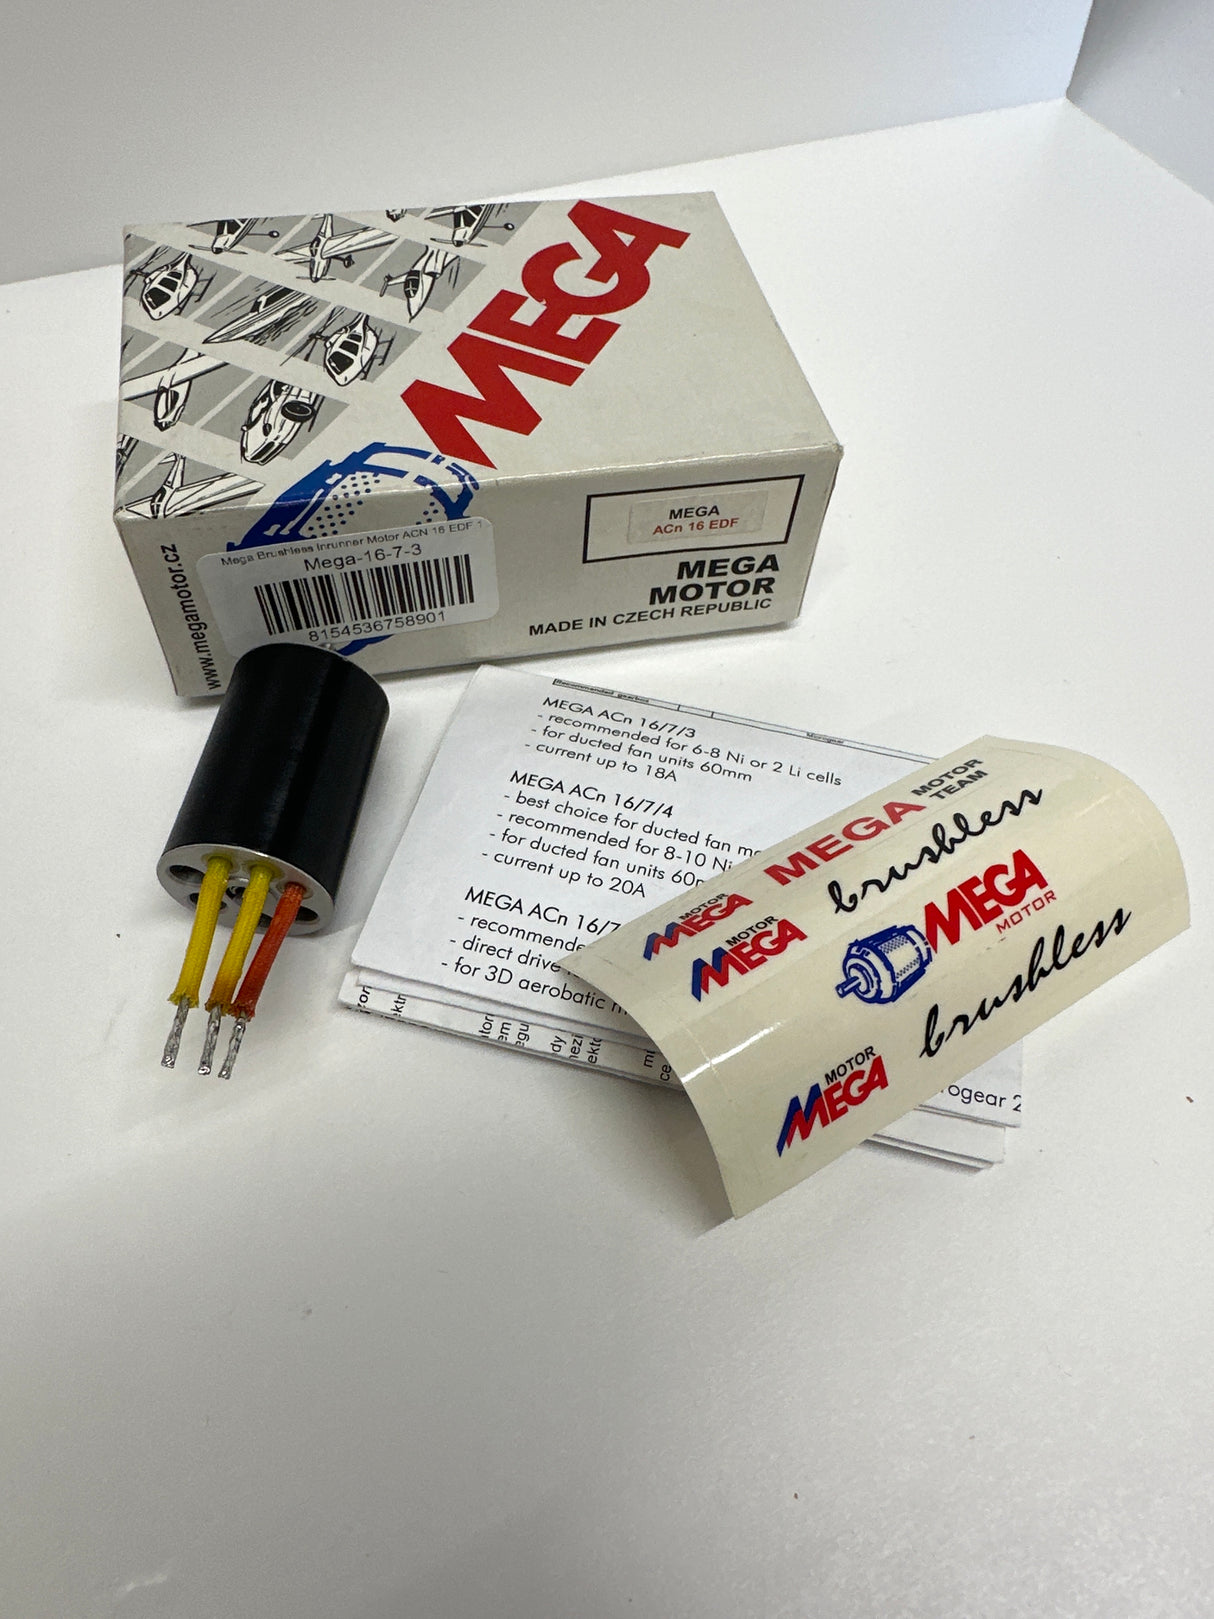 MEGA
www.megamotor.cz
Mega Brushless Inrunner Motor ACN 16 EDF 1
Mega-16-7-3
8154536758901
MEGA
ACn 16 EDF
MEGA
MOTOR
MADE IN CZECH REPUBLIC
Recommended gearbox
Microgear
MEGA ACn 16/7/3
- recommended for 6-8 Ni or 2 Li cells
- for ducted fan units 60mm
- current up to 18A
MEGA ACn 16/7/4
- best choice for ducted fan
- recommended for 8-10 Ni
- for ducted fan units
- current up to 20A
MEGA ACn 16/7
-
- direct drive
- for 3D aerobatic
ogear 2
MEGA MOTOR
TEAM
brushless
MOTOR
MEGA
MOTOR
MEGA
MEGA
MOTOR
brushless
MOTOR
MEGA